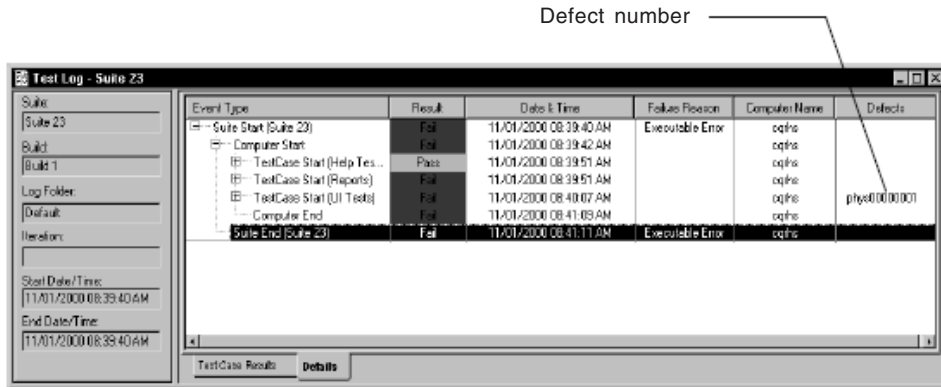 Defect number
Test Log - Suite 23
Suite:
Suite 23
Build:
Build 1
Log Folder:
Default
Iteration:
Start Date/Time:
11/01/2000 08:39:40 AM
End Date/Time:
11/01/2000 08:39:40 AM
Event Type Result Date & Time Failure Reason Computer Name Defects
Suite Start (Suite 23) Fail 11/01/2000 08:39:40 AM Executable Error cqrhs
Computer Start Fail 11/01/2000 08:39:42 AM cqrhs
TestCase Start (Help Tes... Pass 11/01/2000 08:39:51 AM cqrhs
TestCase Start (Reports) Fail 11/01/2000 08:39:51 AM cqrhs
TestCase Start (UI Tests) Fail 11/01/2000 08:40:07 AM cqrhs phys00000001
Computer End Fail 11/01/2000 08:41:09 AM cqrhs
Suite End (Suite 23) Fail 11/01/2000 08:41:11 AM Executable Error cqrhs
TestCase Results Details